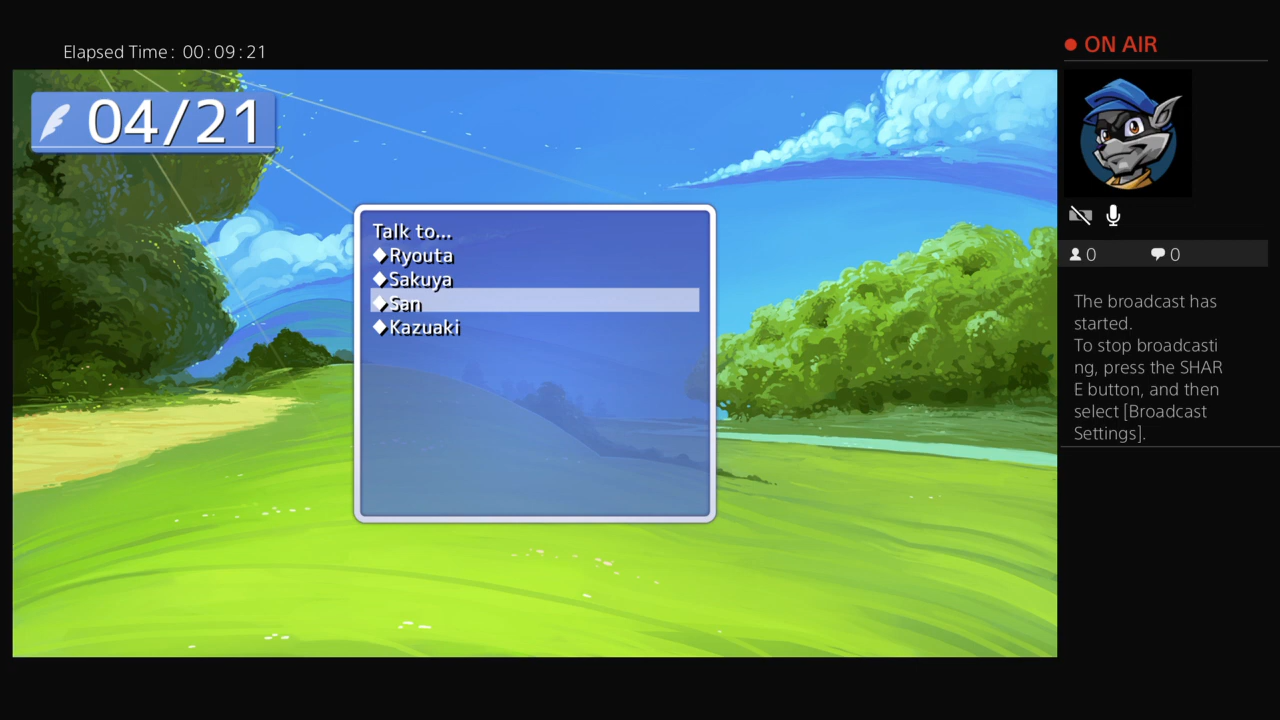 Elapsed Time: 00:09:21
ON AIR
04/21
Talk to...
◆Ryouta
◆Sakuya
◆San
◆Kazuaki
0 0
The broadcast has
started.
To stop broadcasti
ng, press the SHAR
E button, and then
select [Broadcast
Settings].